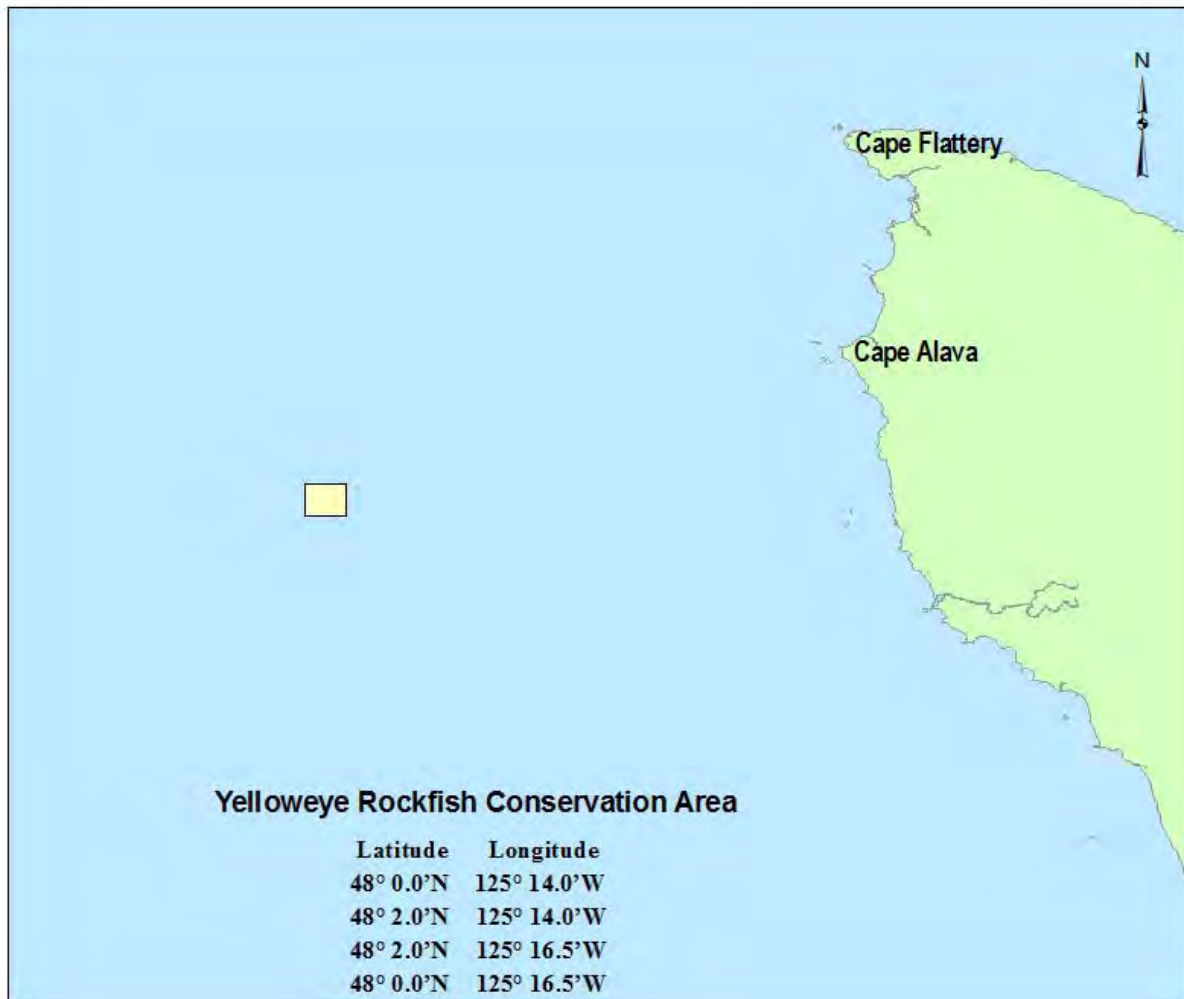 N
Cape Flattery
Cape Alava
Yelloweye Rockfish Conservation Area
Latitude Longitude
48° 0.0’N 125° 14.0’W
48° 2.0’N 125° 14.0’W
48° 2.0’N 125° 16.5’W
48° 0.0’N 125° 16.5’W